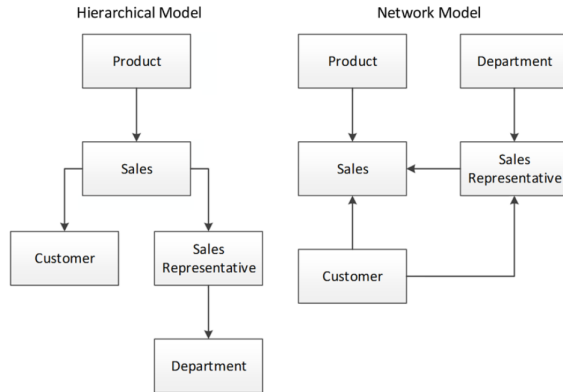 Hierarchical Model
Product
Sales
Customer
Sales
Representative
Department
Network Model
Product
Department
Sales
Sales
Representative
Customer